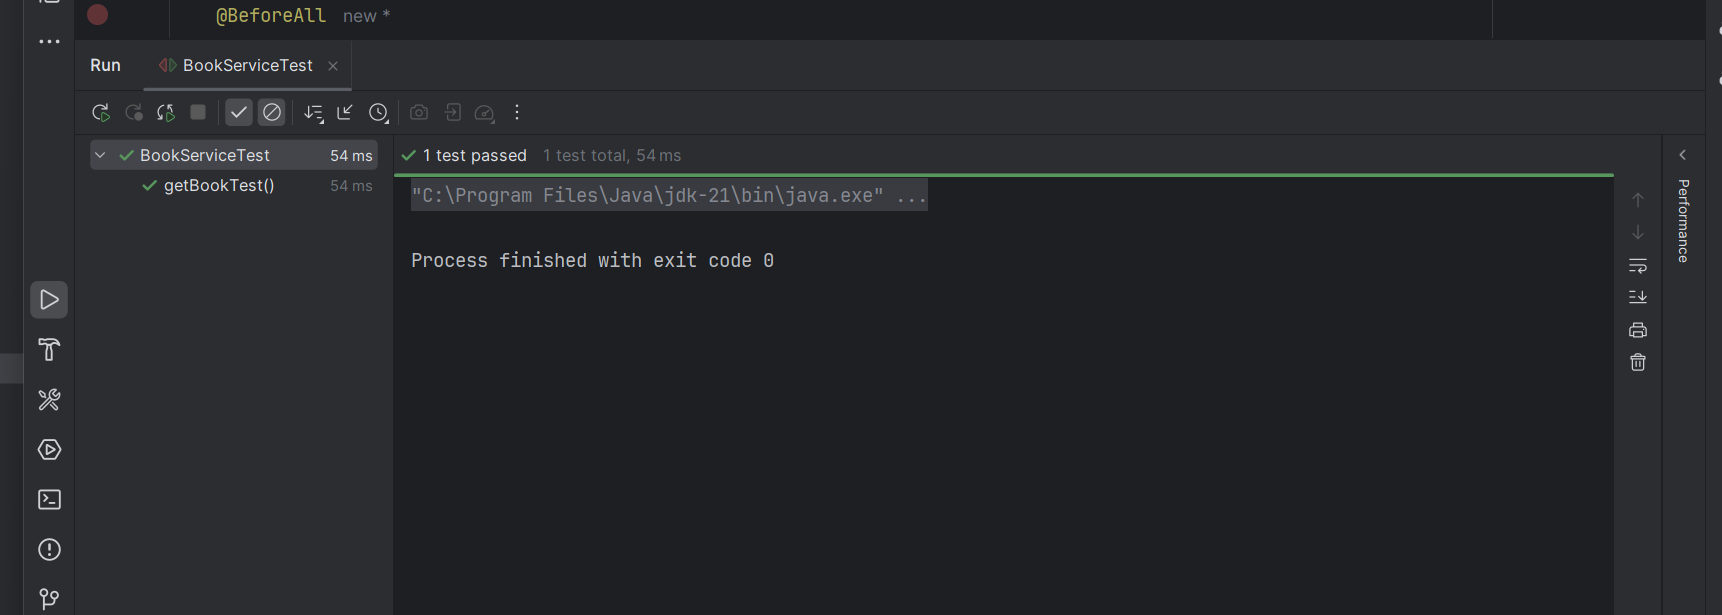 @BeforeAll new *
Run BookServiceTest
BookServiceTest 54 ms
getBookTest() 54 ms
1 test passed 1 test total, 54 ms
"C:\Program Files\Java\jdk-21\bin\java.exe" ...
Process finished with exit code 0
Performance